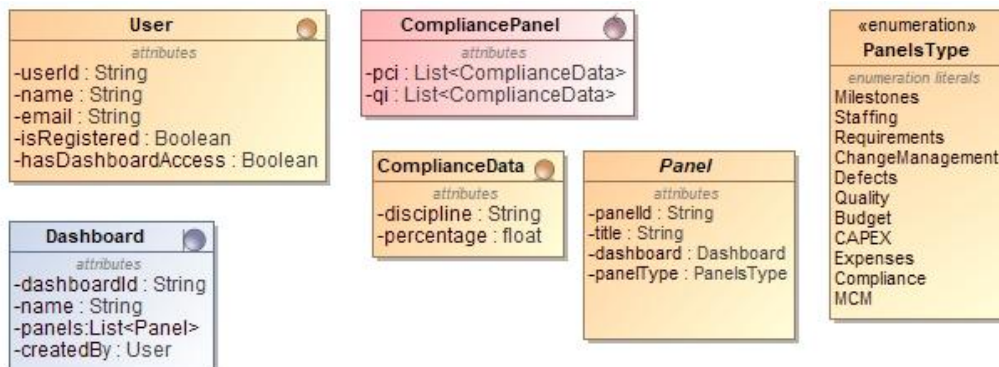 User
attributes
-userId : String
-name : String
-email : String
-isRegistered : Boolean
-hasDashboardAccess : Boolean
CompliancePanel
attributes
-pci : List<ComplianceData>
-qi : List<ComplianceData>
«enumeration»
PanelsType
enumeration literals
Milestones
Staffing
Requirements
ChangeManagement
Defects
Quality
Budget
CAPEX
Expenses
Compliance
MCM
ComplianceData
attributes
-discipline : String
-percentage : float
Panel
attributes
-panelId : String
-title : String
-dashboard : Dashboard
-panelType : PanelsType
Dashboard
attributes
-dashboardId : String
-name : String
-panels:List<Panel>
-createdBy : User